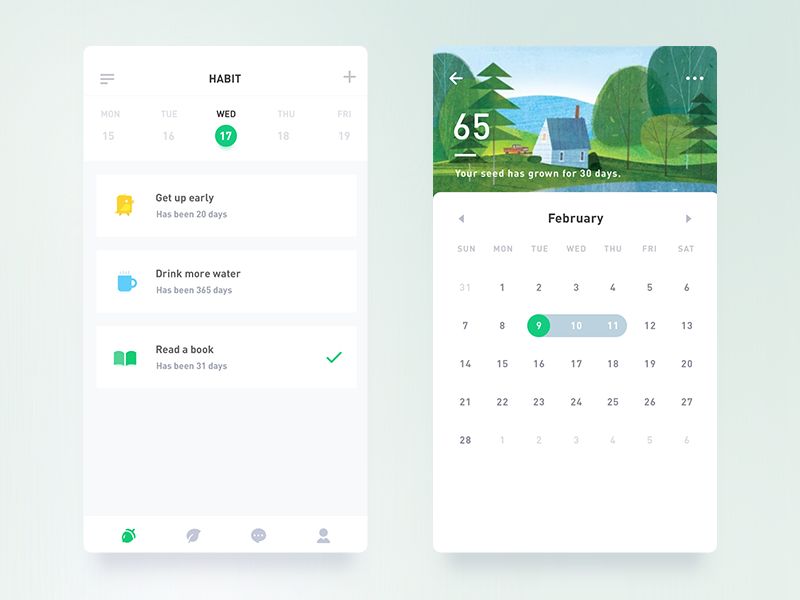 HABIT
MON TUE WED THU FRI
15 16 17 18 19
Get up early
Has been 20 days
Drink more water
Has been 365 days
Read a book
Has been 31 days
65
Your seed has grown for 30 days.
February
SUN MON TUE WED THU FRI SAT
31 1 2 3 4 5 6
7 8 9 10 11 12 13
14 15 16 17 18 19 20
21 22 23 24 25 26 27
28 1 2 3 4 5 6